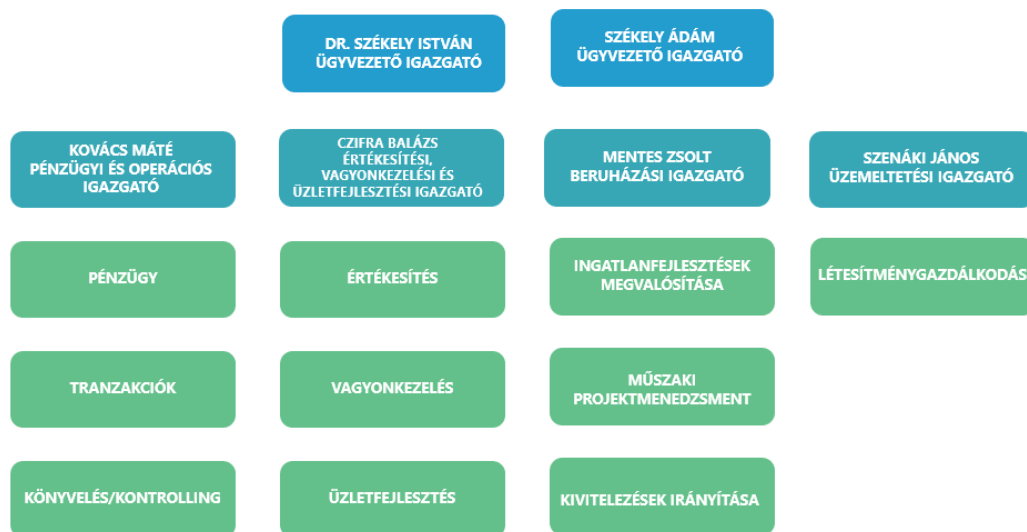 DR. SZÉKELY ISTVÁN
ÜGYVEZETŐ IGAZGATÓ
SZÉKELY ÁDÁM
ÜGYVEZETŐ IGAZGATÓ
KOVÁCS MÁTÉ
PÉNZÜGYI ÉS OPERÁCIÓS
IGAZGATÓ
CZIFRA BALÁZS
ÉRTÉKESÍTÉSI,
VAGYONKEZELÉSI ÉS
ÜZLETFEJLESZTÉSI IGAZGATÓ
MENTES ZSOLT
BERUHÁZÁSI IGAZGATÓ
SZENÁKI JÁNOS
ÜZEMELTETÉSI IGAZGATÓ
PÉNZÜGY
ÉRTÉKESÍTÉS
INGATLANFEJLESZTÉSEK
MEGVALÓSÍTÁSA
LÉTESÍTMÉNYGAZDÁLKODÁS
TRANZAKCIÓK
VAGYONKEZELÉS
MŰSZAKI
PROJEKTMENEDZSMENT
KÖNYVELÉS/KONTROLLING
ÜZLETFEJLESZTÉS
KIVITELEZÉSEK IRÁNYÍTÁSA